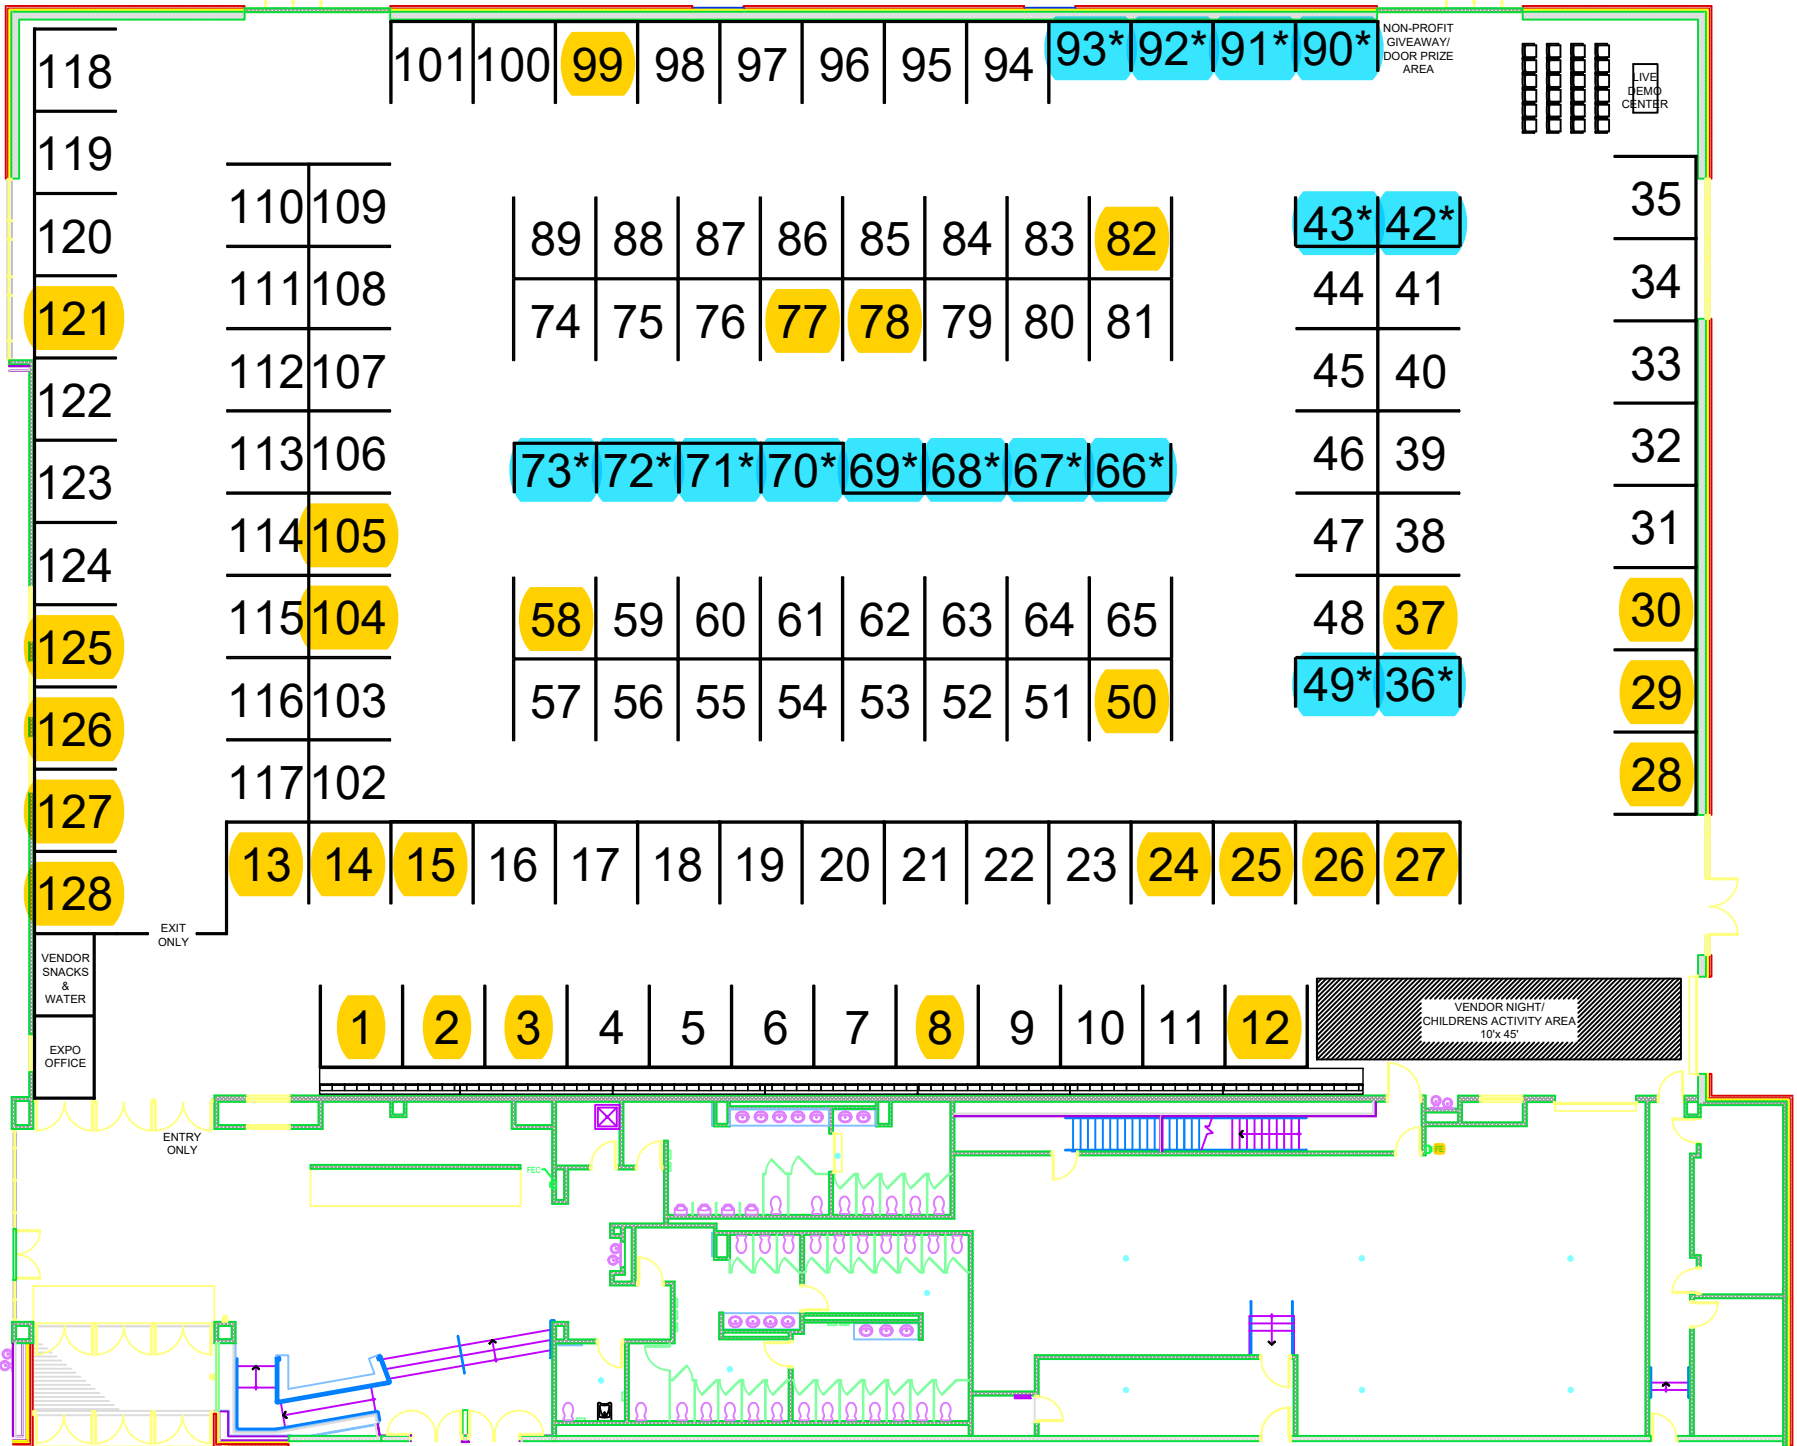 101 100 99 98 97 96 95 94 93* 92* 91* 90*
NON-PROFIT
GIVEAWAY/
DOOR PRIZE
AREA
LIVE
DEMO
CENTER
118
119
120
121
122
123
124
125
126
127
128
110 109
111 108
112 107
113 106
114 105
115 104
116 103
117 102
89 88 87 86 85 84 83 82
74 75 76 77 78 79 80 81
73* 72* 71* 70* 69* 68* 67* 66*
58 59 60 61 62 63 64 65
57 56 55 54 53 52 51 50
43* 42*
44 41
45 40
46 39
47 38
48 37
49* 36*
35
34
33
32
31
30
29
28
13 14 15 16 17 18 19 20 21 22 23 24 25 26 27
EXIT
ONLY
VENDOR
SNACKS
&
WATER
EXPO
OFFICE
1 2 3 4 5 6 7 8 9 10 11 12
VENDOR NIGHT/
CHILDRENS ACTIVITY AREA
10'x 45'
ENTRY
ONLY
FEC
FE